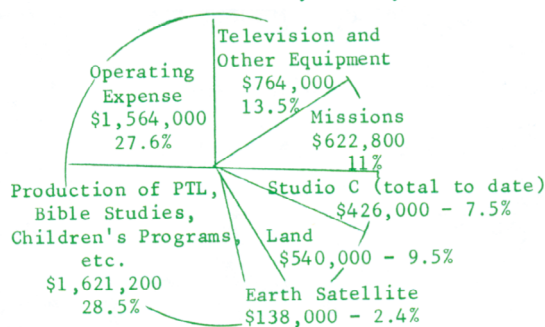 Television and
Other Equipment
$764,000
13.5%
Missions
$622,800
11%
Studio C (total to date)
$426,000 - 7.5%
Land
$540,000 - 9.5%
Earth Satellite
$138,000 - 2.4%
Production of PTL,
Bible Studies,
Children's Programs,
etc.
$1,621,200
28.5%
Operating
Expense
$1,564,000
27.6%